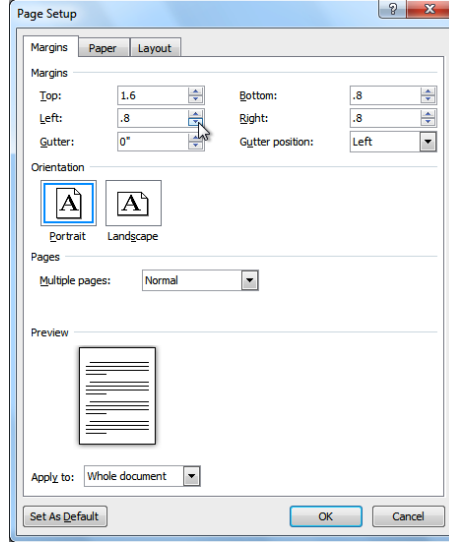 Page Setup
Margins Paper Layout
Margins
Top: 1.6 Bottom: .8
Left: .8 Right: .8
Gutter: 0" Gutter position: Left
Orientation
A A
Portrait Landscape
Pages
Multiple pages: Normal
Preview
Apply to: Whole document
Set As Default OK Cancel